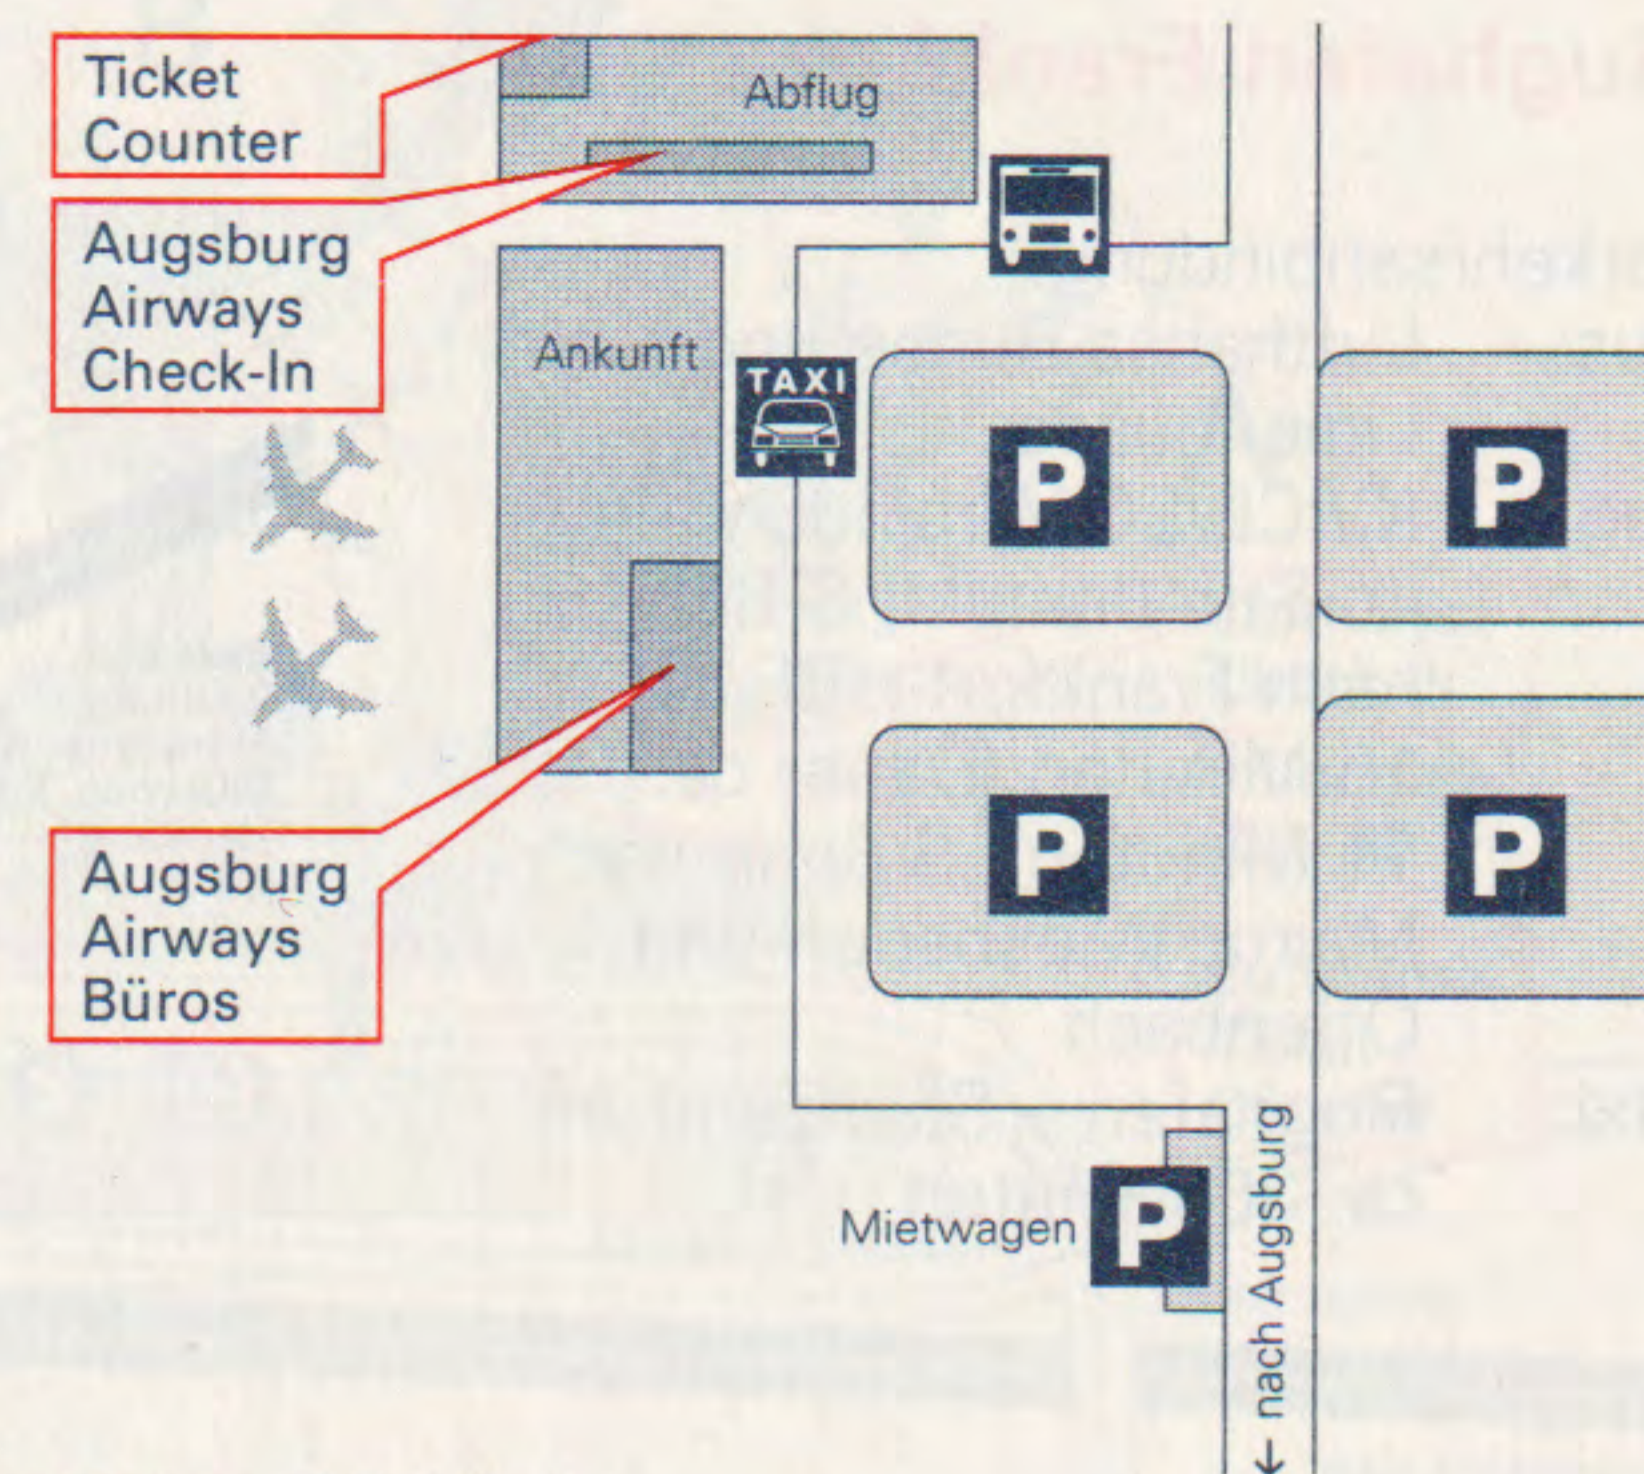 Ticket
Counter
Abflug
Augsburg
Airways
Check-In
Ankunft
TAXI
P
P
Augsburg
Airways
Büros
P
P
Mietwagen
P
← nach Augsburg